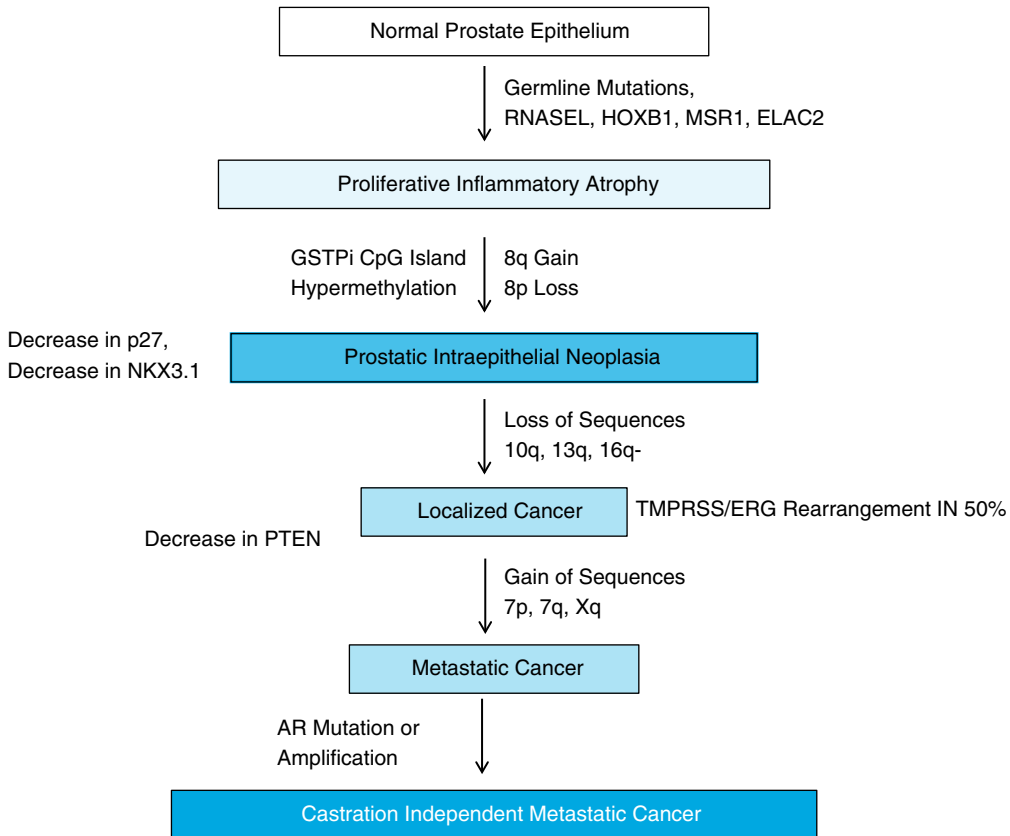 Normal Prostate Epithelium
Germline Mutations,
RNASEL, HOXB1, MSR1, ELAC2
Proliferative Inflammatory Atrophy
GSTPi CpG Island
Hypermethylation
8q Gain
8p Loss
Decrease in p27,
Decrease in NKX3.1
Prostatic Intraepithelial Neoplasia
Loss of Sequences
10q, 13q, 16q-
Localized Cancer
TMPRSS/ERG Rearrangement IN 50%
Decrease in PTEN
Gain of Sequences
7p, 7q, Xq
Metastatic Cancer
AR Mutation or
Amplification
Castration Independent Metastatic Cancer